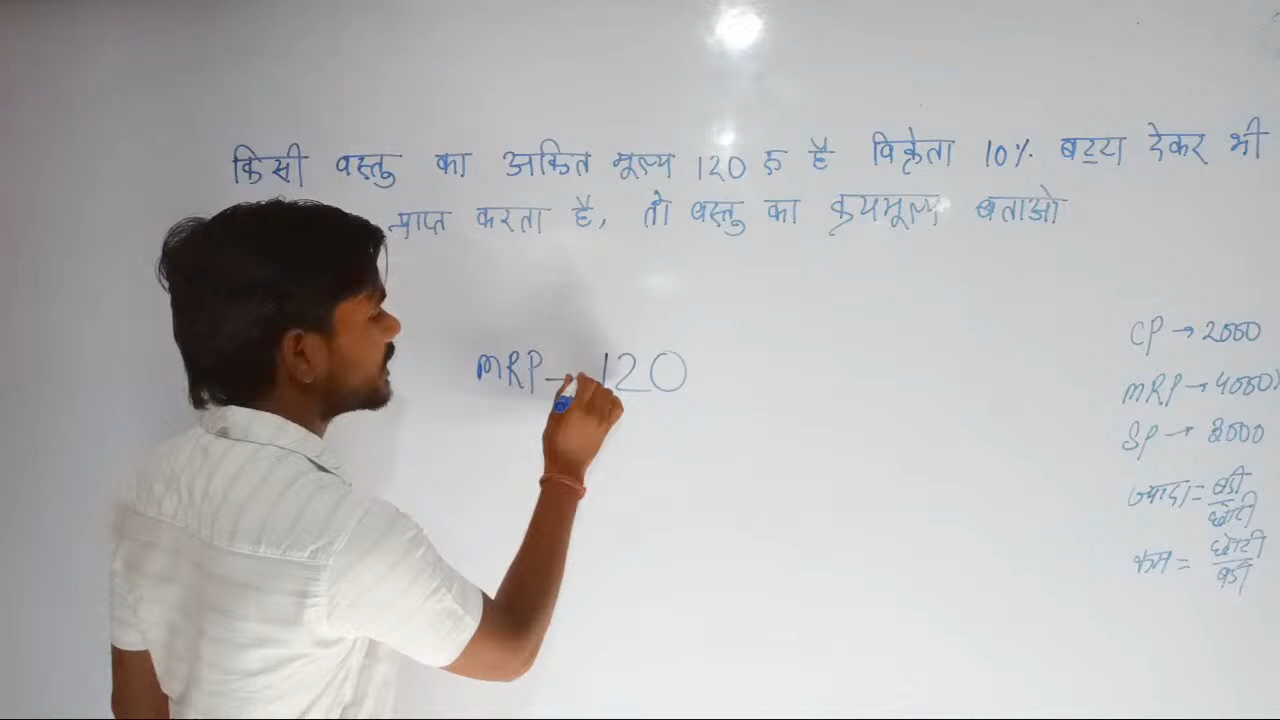 किसी वस्तु का अंकित मूल्य 120 रु है विक्रेता 10% बट्टा देकर भी
प्राप्त करता है, तो वस्तु का क्रयमूल्य बताओ
MRP → 120
CP → 2000
MRP → 4000
SP → 3000
ज्यादा = बड़ी
छोटी
कम = छोटी
बड़ी